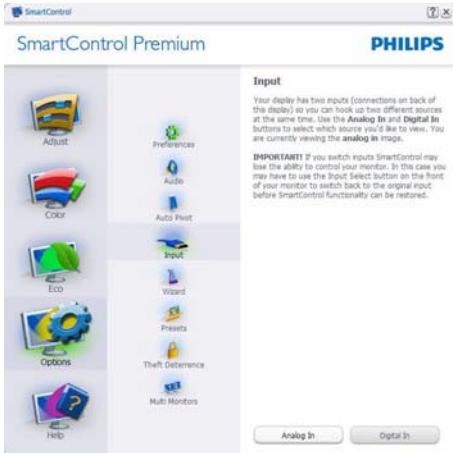 SmartControl
SmartControl Premium
PHILIPS
Adjust
Color
Eco
Options
Help
Preferences
Audio
Auto Pivot
Input
Wizard
Presets
Theft Deterrence
Multi Monitors
Input
Your display has two inputs (connections on back of
the display) so you can hook up two different sources
at the same time. Use the Analog In and Digital In
buttons to select which source you'd like to view. You
are currently viewing the analog in image.
IMPORTANT! If you switch inputs SmartControl may
lose the ability to control your monitor. In this case you
may have to use the Input Select button on the front
of your monitor to switch back to the original input
before SmartControl functionality can be restored.
Analog In
Digital In